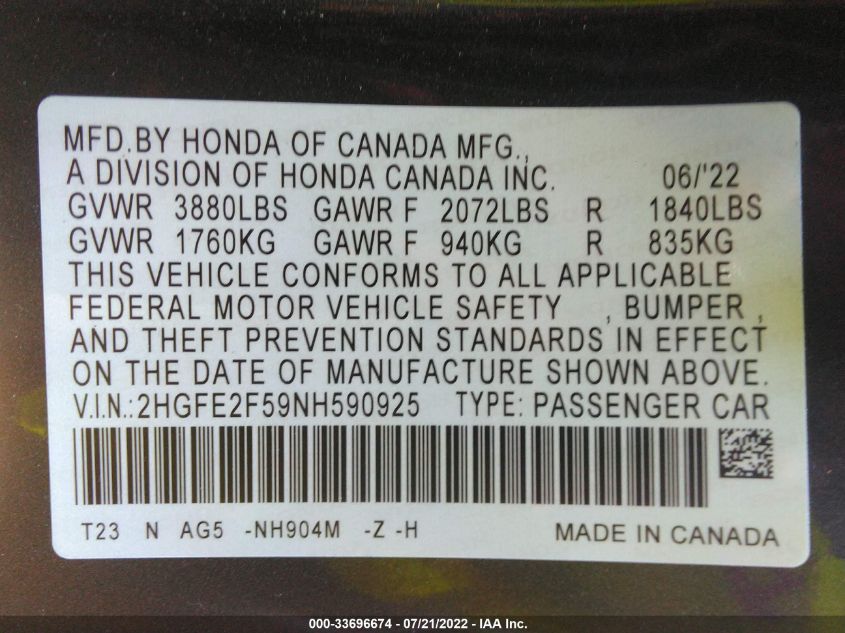 MFD.BY HONDA OF CANADA MFG.,
A DIVISION OF HONDA CANADA INC. 06/'22
GVWR 3880LBS GAWR F 2072LBS R 1840LBS
GVWR 1760KG GAWR F 940KG R 835KG
THIS VEHICLE CONFORMS TO ALL APPLICABLE
FEDERAL MOTOR VEHICLE SAFETY , BUMPER ,
AND THEFT PREVENTION STANDARDS IN EFFECT
ON THE DATE OF MANUFACTURE SHOWN ABOVE.
V.I.N.:2HGFE2F59NH590925 TYPE: PASSENGER CAR
T23 N AG5 -NH904M -Z -H MADE IN CANADA
000-33696674 / 07/21/2022 - IAA Inc.